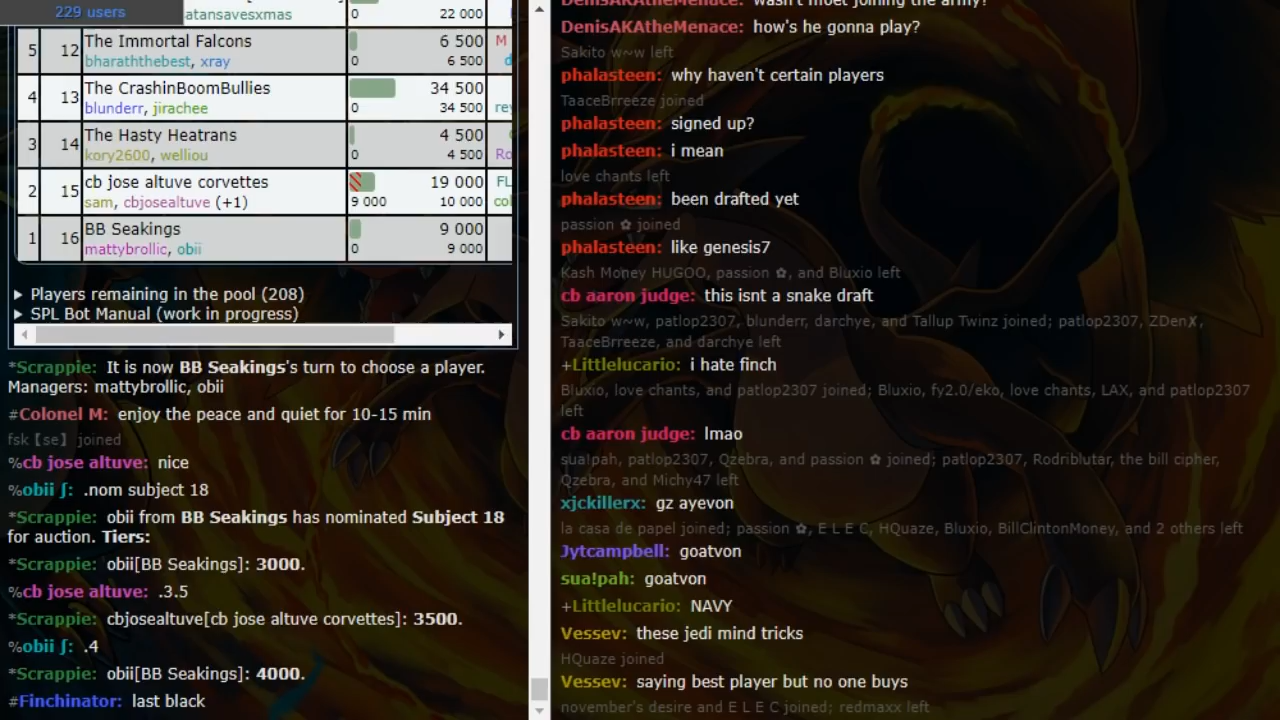 229 users
atansavesxmas
0
22 000
5
12
The Immortal Falcons
6 500
M
bharaththebest, xray
0
6 500
4
13
The CrashinBoomBullies
34 500
blunderr, jirachee
0
34 500
rey
3
14
The Hasty Heatrans
4 500
kory2600, welliou
0
4 500
Ro
2
15
cb jose altuve corvettes
19 000
FL
sam, cbjosealtuve (+1)
9 000
10 000
col
1
16
BB Seakings
9 000
mattybrollic, obii
0
9 000
► Players remaining in the pool (208)
► SPL Bot Manual (work in progress)
*Scrappie: It is now BB Seakings's turn to choose a player.
Managers: mattybrollic, obii
#Colonel M: enjoy the peace and quiet for 10-15 min
fsk【se】joined
%cb jose altuve: nice
%obii ʃ: .nom subject 18
*Scrappie: obii from BB Seakings has nominated Subject 18
for auction. Tiers:
*Scrappie: obii[BB Seakings]: 3000.
%cb jose altuve: .3.5
*Scrappie: cbjosealtuve[cb jose altuve corvettes]: 3500.
%obii ʃ: .4
*Scrappie: obii[BB Seakings]: 4000.
#Finchinator: last black
DenisAKAtheMenace: wasn't moet joining the army?
DenisAKAtheMenace: how's he gonna play?
Sakito w~w left
phalasteen: why haven't certain players
TaaceBrreeze joined
phalasteen: signed up?
phalasteen: i mean
love chants left
phalasteen: been drafted yet
passion ✿ joined
phalasteen: like genesis7
Kash Money HUGOO, passion ✿, and Bluxio left
cb aaron judge: this isnt a snake draft
Sakito w~w, patlop2307, blunderr, darchye, and Tallup Twinz joined; patlop2307, ZDen✗,
TaaceBrreeze, and darchye left
+Littlelucario: i hate finch
Bluxio, love chants, and patlop2307 joined; Bluxio, fy2.0/eko, love chants, LAX, and patlop2307
left
cb aaron judge: lmao
sua!pah, patlop2307, Qzebra, and passion ✿ joined; patlop2307, Rodriblutar, the bill cipher,
Qzebra, and Michy47 left
xjckillerx: gz ayevon
la casa de papel joined; passion ✿, E L E C, HQuaze, Bluxio, BillClintonMoney, and 2 others left
Jytcampbell: goatvon
sua!pah: goatvon
+Littlelucario: NAVY
Vessev: these jedi mind tricks
HQuaze joined
Vessev: saying best player but no one buys
november's desire and E L E C joined; redmaxx left